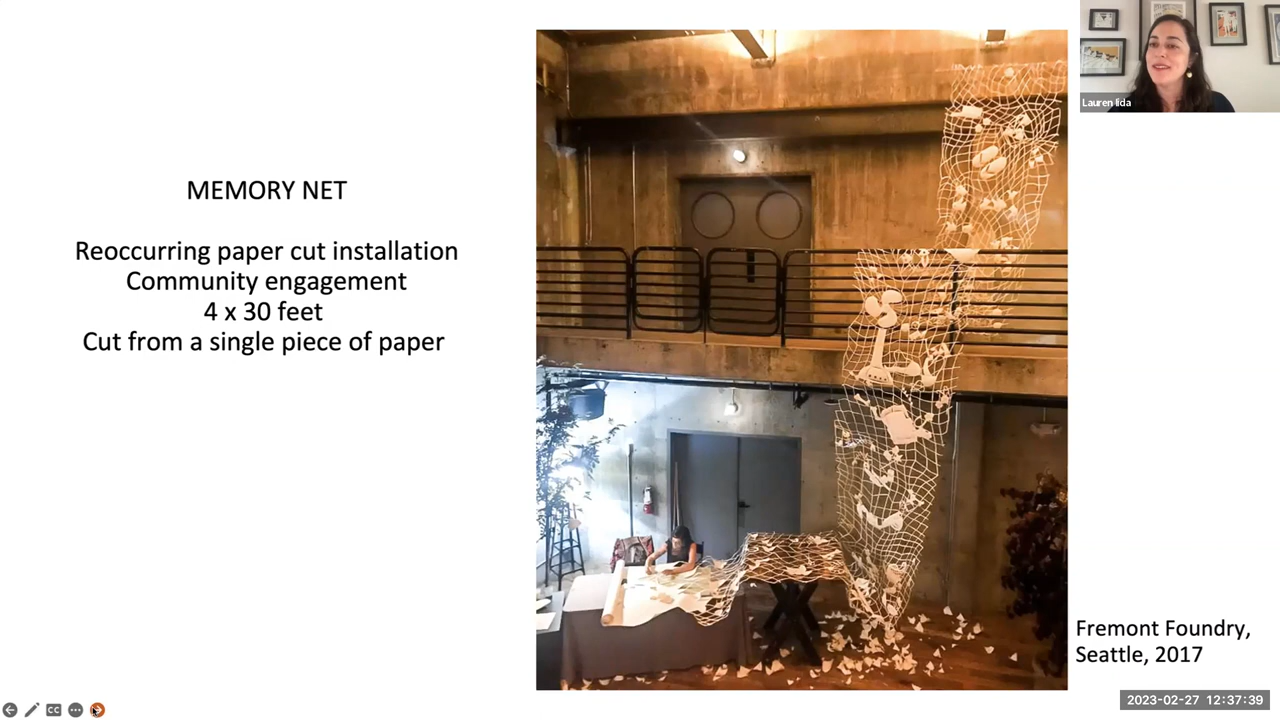 MEMORY NET
Reoccurring paper cut installation
Community engagement
4 x 30 feet
Cut from a single piece of paper
Lauren Iida
Fremont Foundry,
Seattle, 2017
CC
2023-02-27 12:37:39